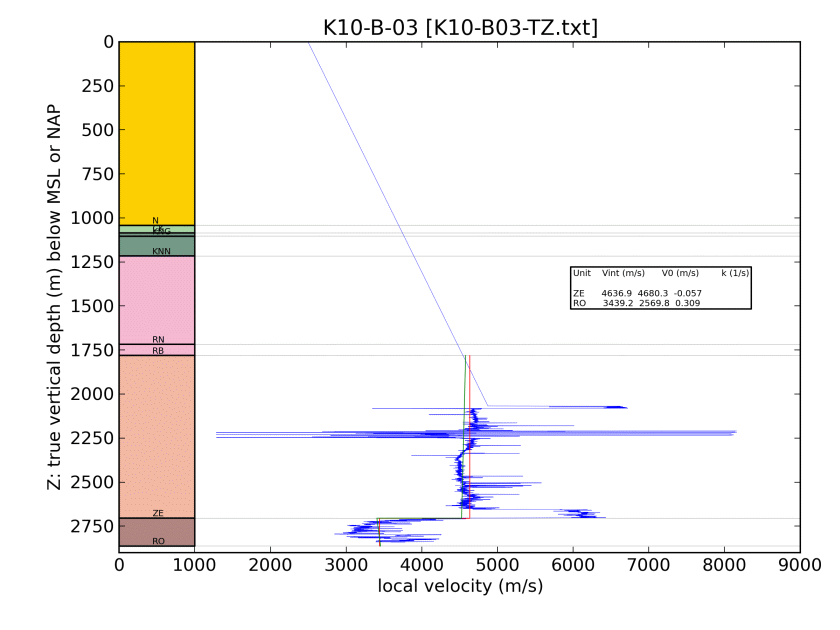 K10-B-03 [K10-B03-TZ.txt]
0
250
500
750
1000
1250
1500
1750
2000
2250
2500
2750
Z: true vertical depth (m) below MSL or NAP
N
KNN
RN
RB
ZE
RO
Unit Vint (m/s) V0 (m/s) k (1/s)
ZE 4636.9 4680.3 -0.057
RO 3439.2 2569.8 0.309
0 1000 2000 3000 4000 5000 6000 7000 8000 9000
local velocity (m/s)